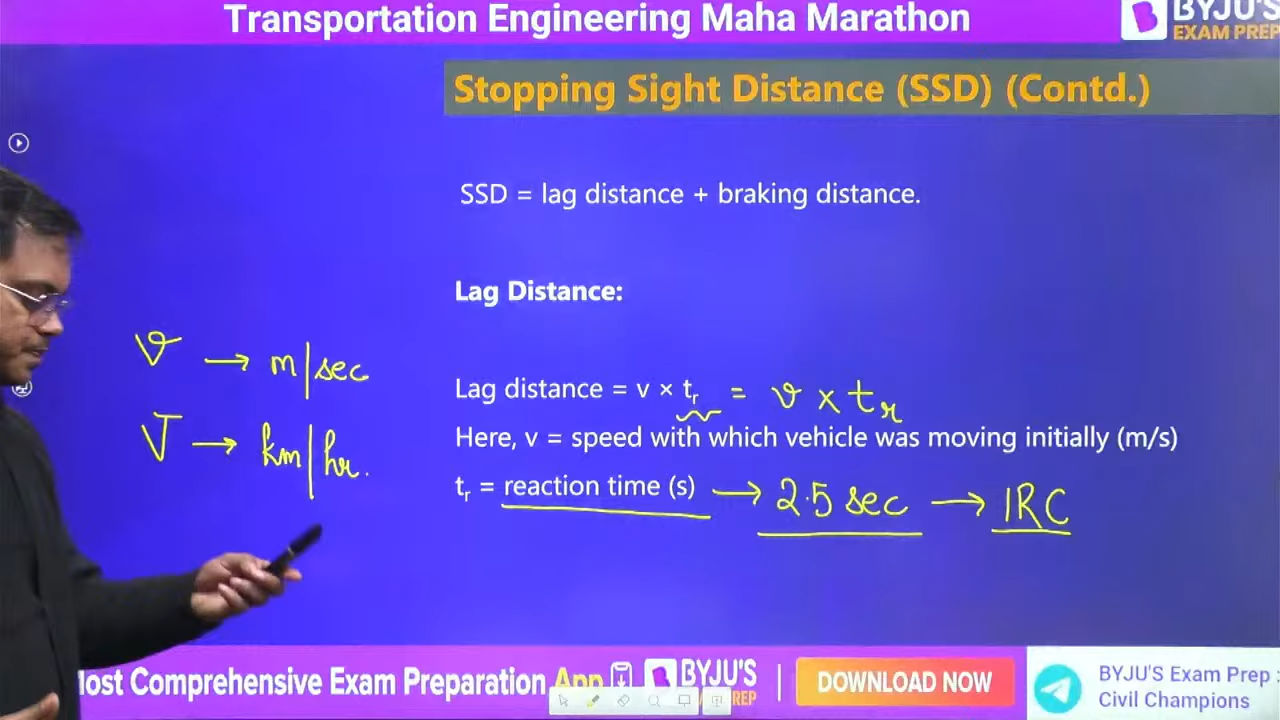 Transportation Engineering Maha Marathon
BYJU'S
EXAM PREP
Stopping Sight Distance (SSD) (Contd.)
SSD = lag distance + braking distance.
Lag Distance:
v → m/sec
Lag distance = v × tr = v × tr
V → km/hr.
Here, v = speed with which vehicle was moving initially (m/s)
tr = reaction time (s) → 2.5 sec → IRC
Most Comprehensive Exam Preparation App
BYJU'S
DOWNLOAD NOW
BYJU'S Exam Prep :
Civil Champions